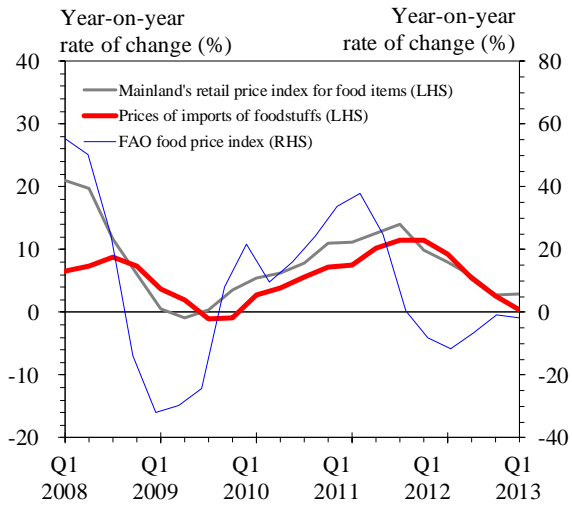 Year-on-year
rate of change (%)
Year-on-year
rate of change (%)
40
30
20
10
0
-10
-20
80
60
40
20
0
-20
-40
Mainland's retail price index for food items (LHS)
Prices of imports of foodstuffs (LHS)
FAO food price index (RHS)
Q1 Q1 Q1 Q1 Q1 Q1
2008 2009 2010 2011 2012 2013